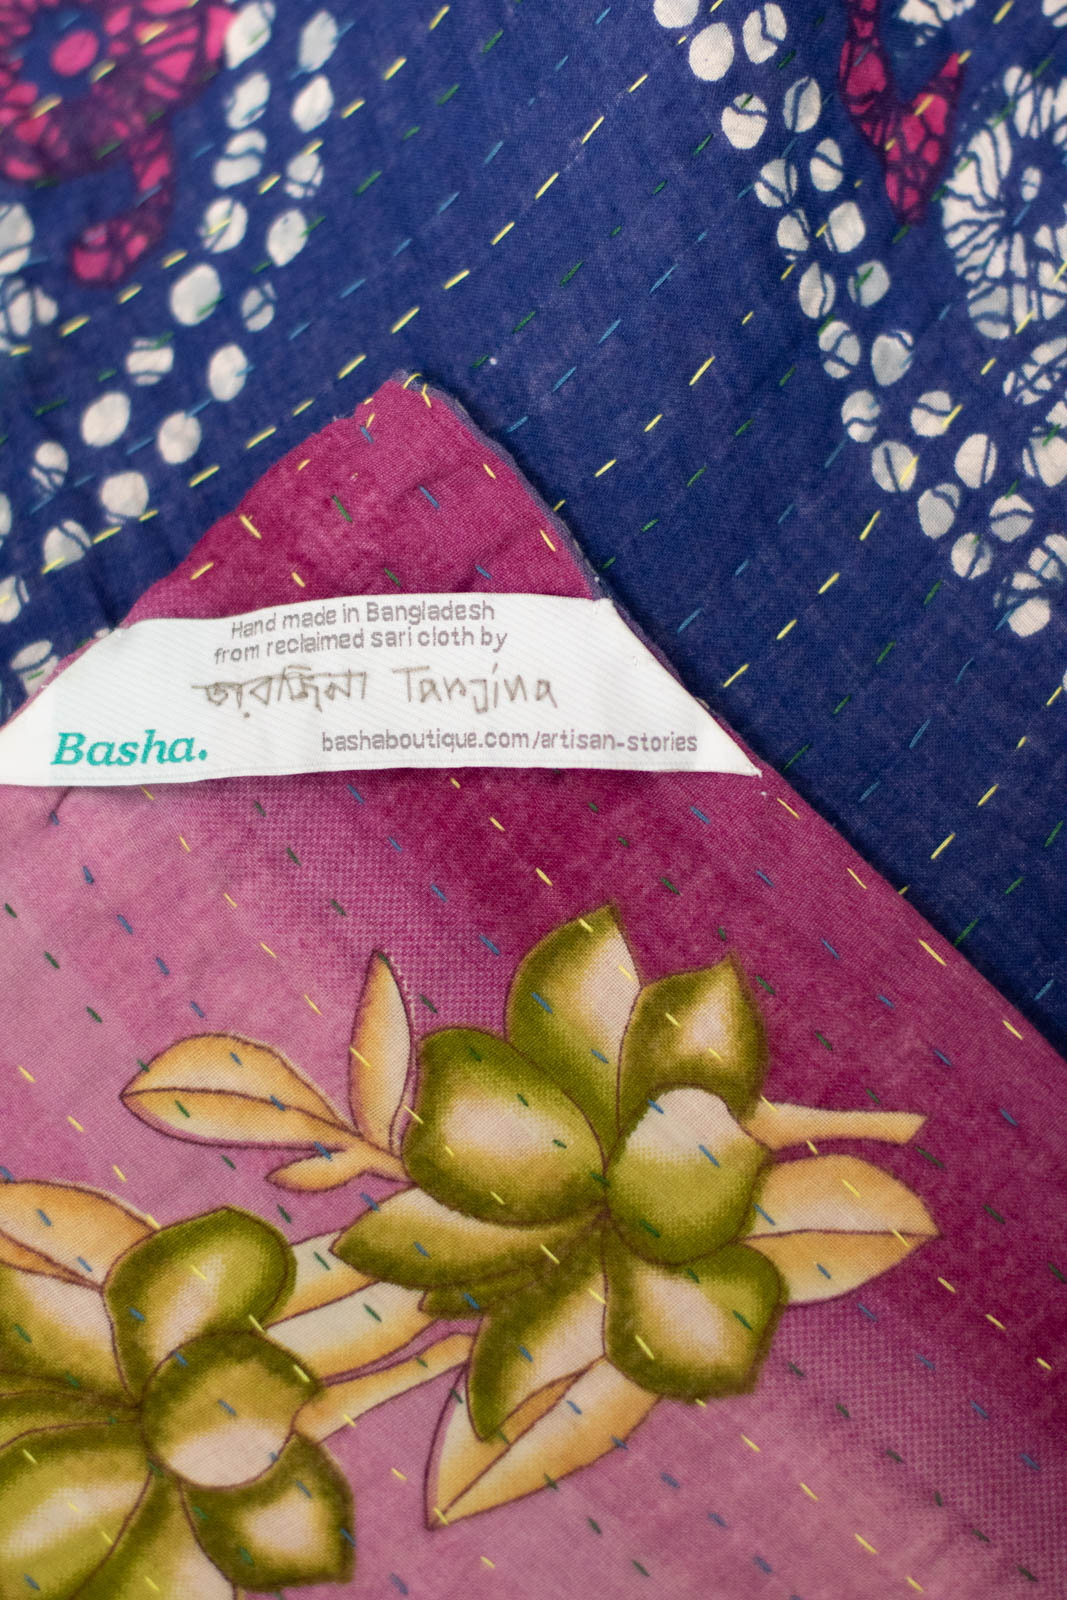 Hand made in Bangladesh
from reclaimed sari cloth by
তানজিনা Tanjina
Basha.
bashaboutique.com/artisan-stories